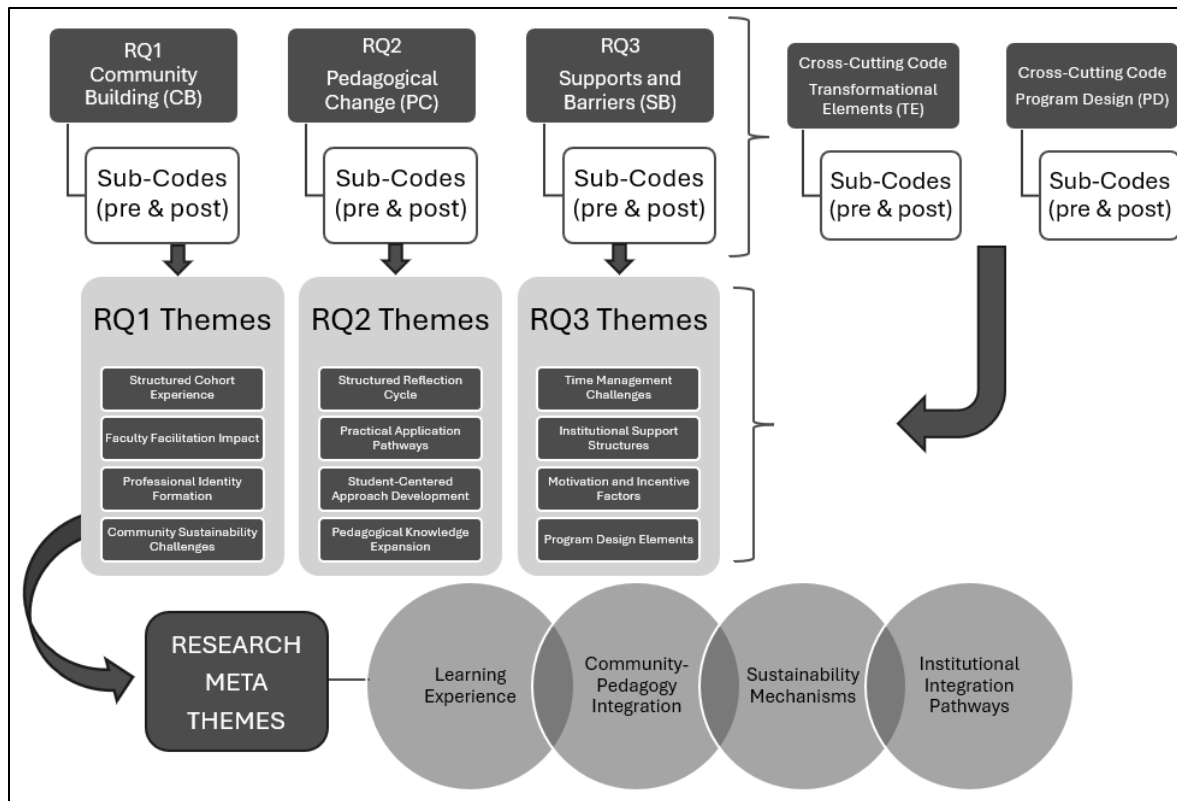 RQ1
Community
Building (CB)
RQ2
Pedagogical
Change (PC)
RQ3
Supports and
Barriers (SB)
Cross-Cutting Code
Transformational
Elements (TE)
Cross-Cutting Code
Program Design (PD)
Sub-Codes
(pre & post)
Sub-Codes
(pre & post)
Sub-Codes
(pre & post)
Sub-Codes
(pre & post)
Sub-Codes
(pre & post)
RQ1 Themes
Structured Cohort
Experience
Faculty Facilitation Impact
Professional Identity
Formation
Community Sustainability
Challenges
RQ2 Themes
Structured Reflection
Cycle
Practical Application
Pathways
Student-Centered
Approach Development
Pedagogical Knowledge
Expansion
RQ3 Themes
Time Management
Challenges
Institutional Support
Structures
Motivation and Incentive
Factors
Program Design Elements
RESEARCH
META
THEMES
Learning
Experience
Community-
Pedagogy
Integration
Sustainability
Mechanisms
Institutional
Integration
Pathways